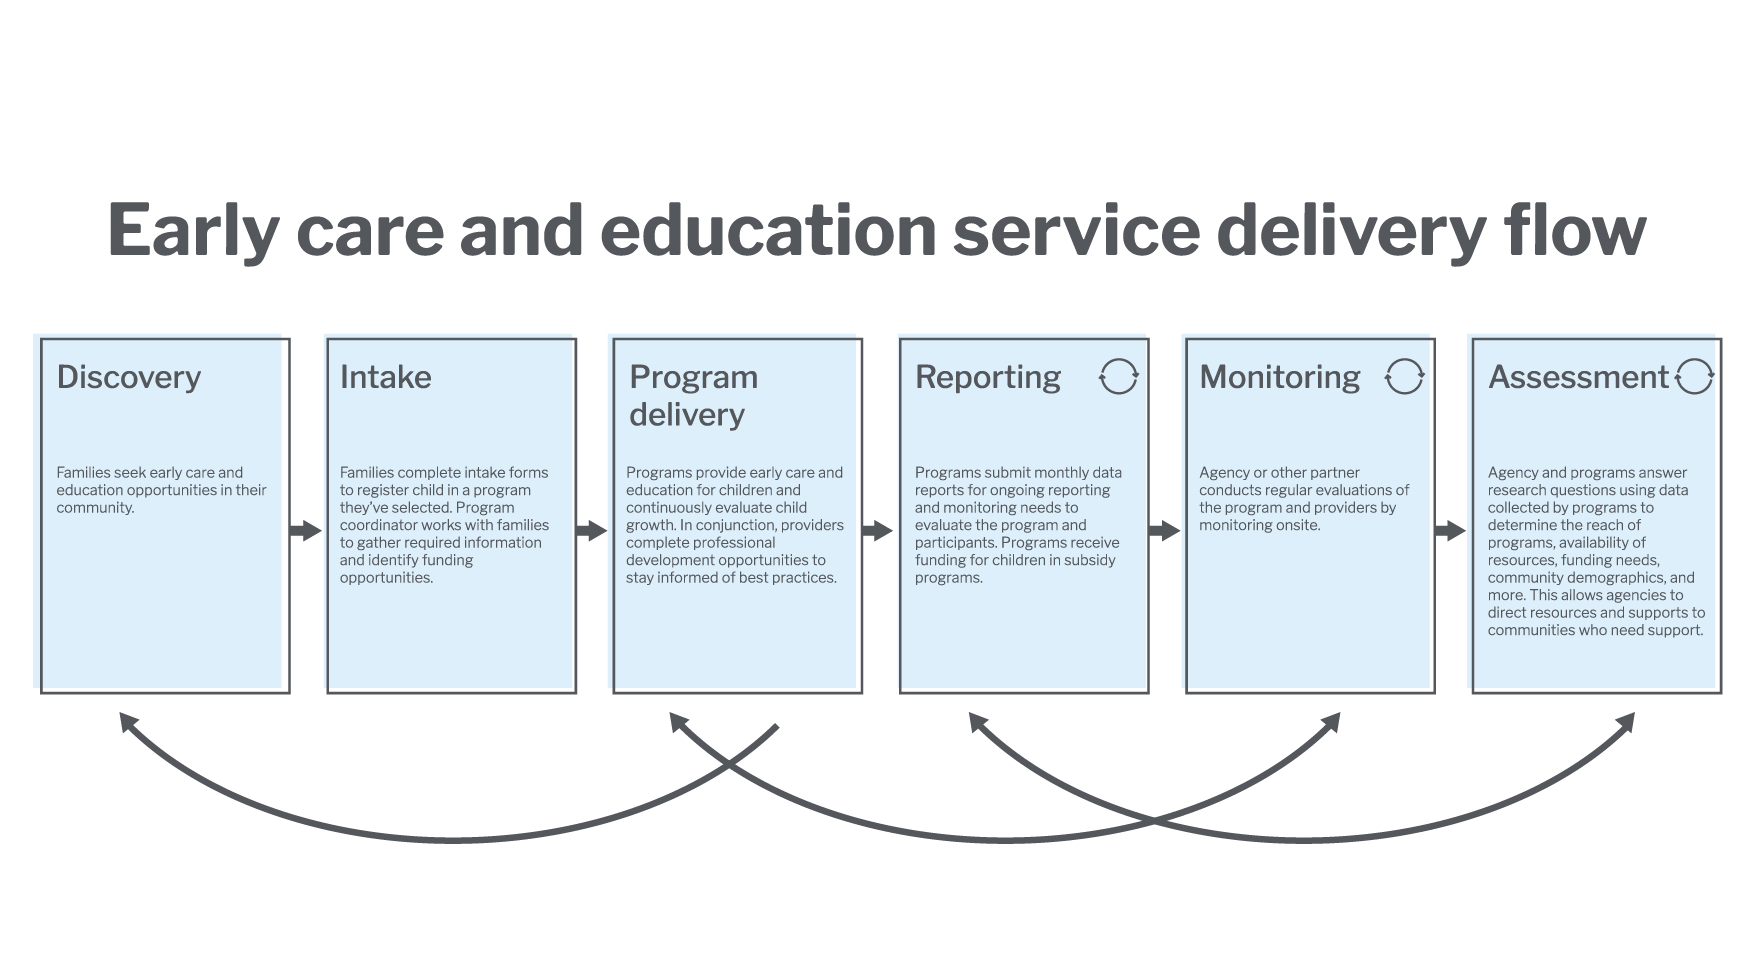 Early care and education service delivery flow
Discovery
Families seek early care and
education opportunities in their
community.
Intake
Families complete intake forms
to register child in a program
they've selected. Program
coordinator works with families
to gather required information
and identify funding
opportunities.
Program
delivery
Programs provide early care and
education for children and
continuously evaluate child
growth. In conjunction, providers
complete professional
development opportunities to
stay informed of best practices.
Reporting
Programs submit monthly data
reports for ongoing reporting
and monitoring needs to
evaluate the program and
participants. Programs receive
funding for children in subsidy
programs.
Monitoring
Agency or other partner
conducts regular evaluations of
the program and providers by
monitoring onsite.
Assessment
Agency and programs answer
research questions using data
collected by programs to
determine the reach of
programs, availability of
resources, funding needs,
community demographics, and
more. This allows agencies to
direct resources and supports to
communities who need support.